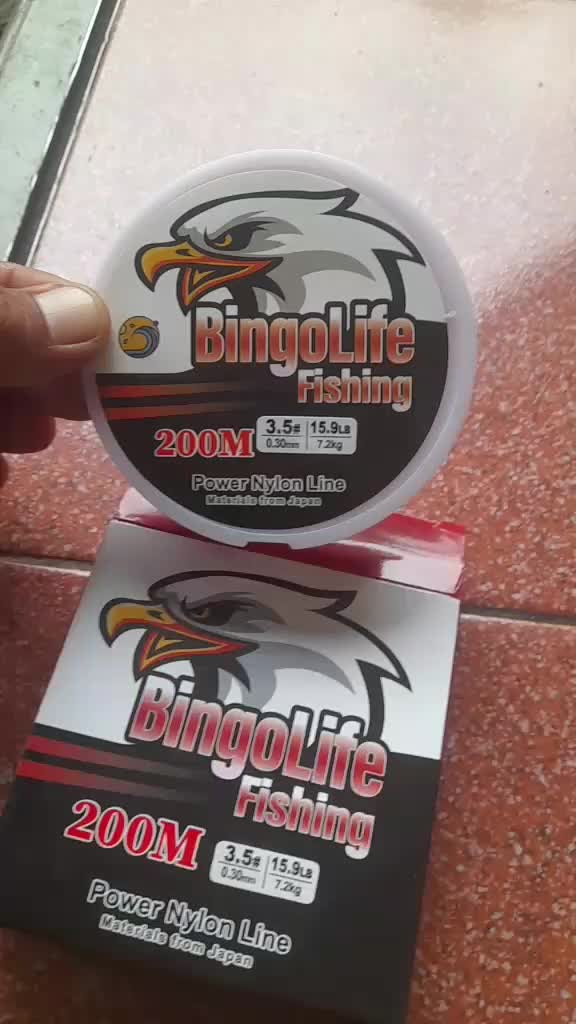 BingoLife
Fishing
200M
3.5# 15.9LB
0.30mm 7.2kg
Power Nylon Line
Materials from Japan
BingoLife
Fishing
200M
3.5# 15.9LB
0.30mm 7.2kg
Power Nylon Line
Materials from Japan